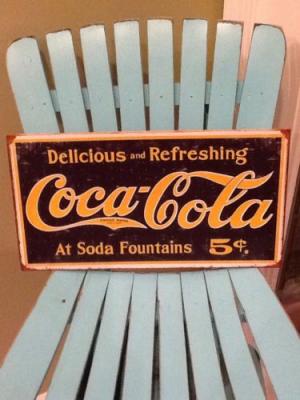 Delicious and Refreshing
Coca-Cola
At Soda Fountains 5¢